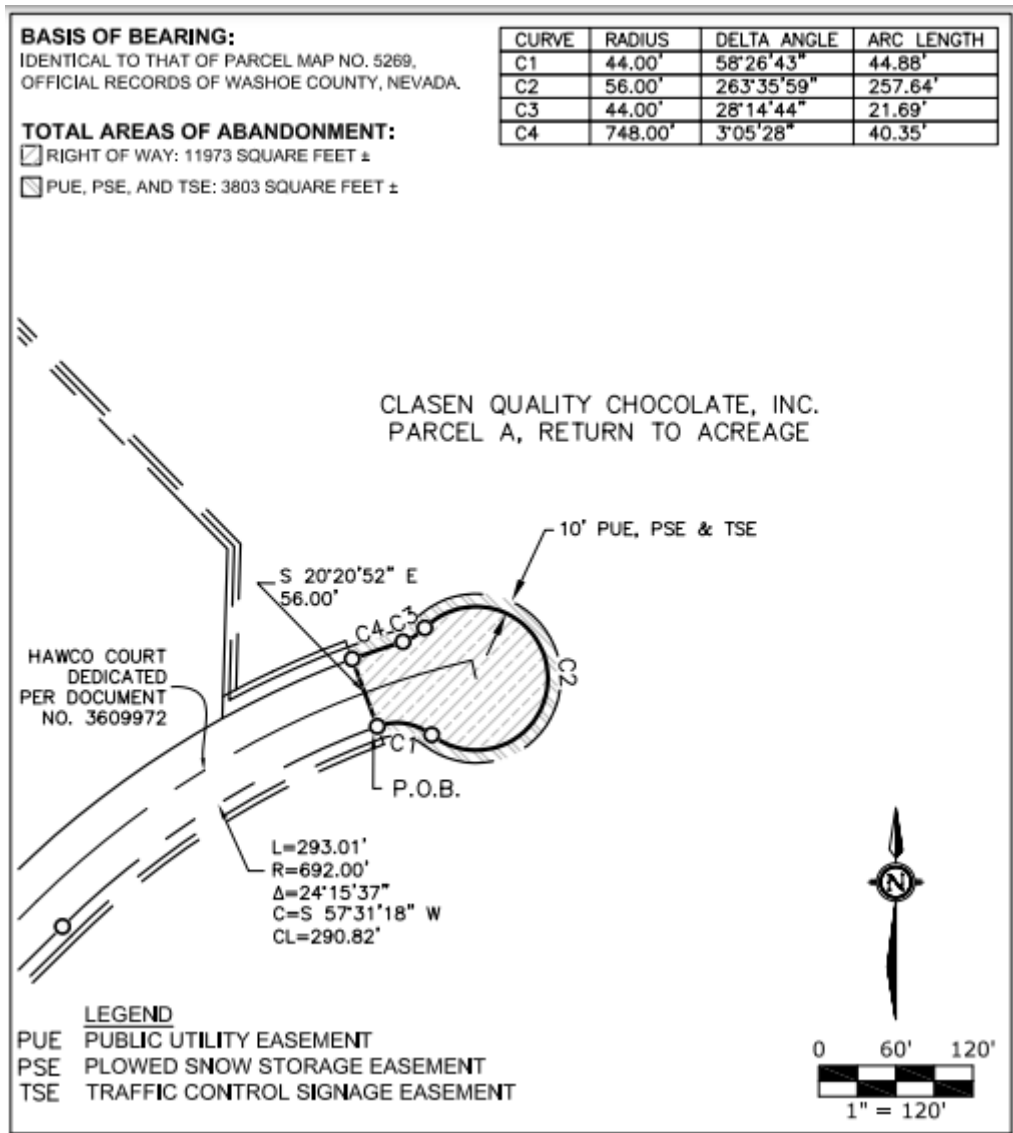 BASIS OF BEARING:
IDENTICAL TO THAT OF PARCEL MAP NO. 5269,
OFFICIAL RECORDS OF WASHOE COUNTY, NEVADA.
TOTAL AREAS OF ABANDONMENT:
RIGHT OF WAY: 11973 SQUARE FEET ±
PUE, PSE, AND TSE: 3803 SQUARE FEET ±
CURVE RADIUS DELTA ANGLE ARC LENGTH
C1 44.00' 58°26'43" 44.88'
C2 56.00' 263°35'59" 257.64'
C3 44.00' 28°14'44" 21.69'
C4 748.00' 3°05'28" 40.35'
CLASEN QUALITY CHOCOLATE, INC.
PARCEL A, RETURN TO ACREAGE
10' PUE, PSE & TSE
S 20°20'52" E
56.00'
C4
C3
C2
C1
HAWCO COURT
DEDICATED
PER DOCUMENT
NO. 3609972
P.O.B.
L=293.01'
R=692.00'
Δ=24°15'37"
C=S 57°31'18" W
CL=290.82'
N
LEGEND
PUE PUBLIC UTILITY EASEMENT
PSE PLOWED SNOW STORAGE EASEMENT
TSE TRAFFIC CONTROL SIGNAGE EASEMENT
0 60' 120'
1" = 120'